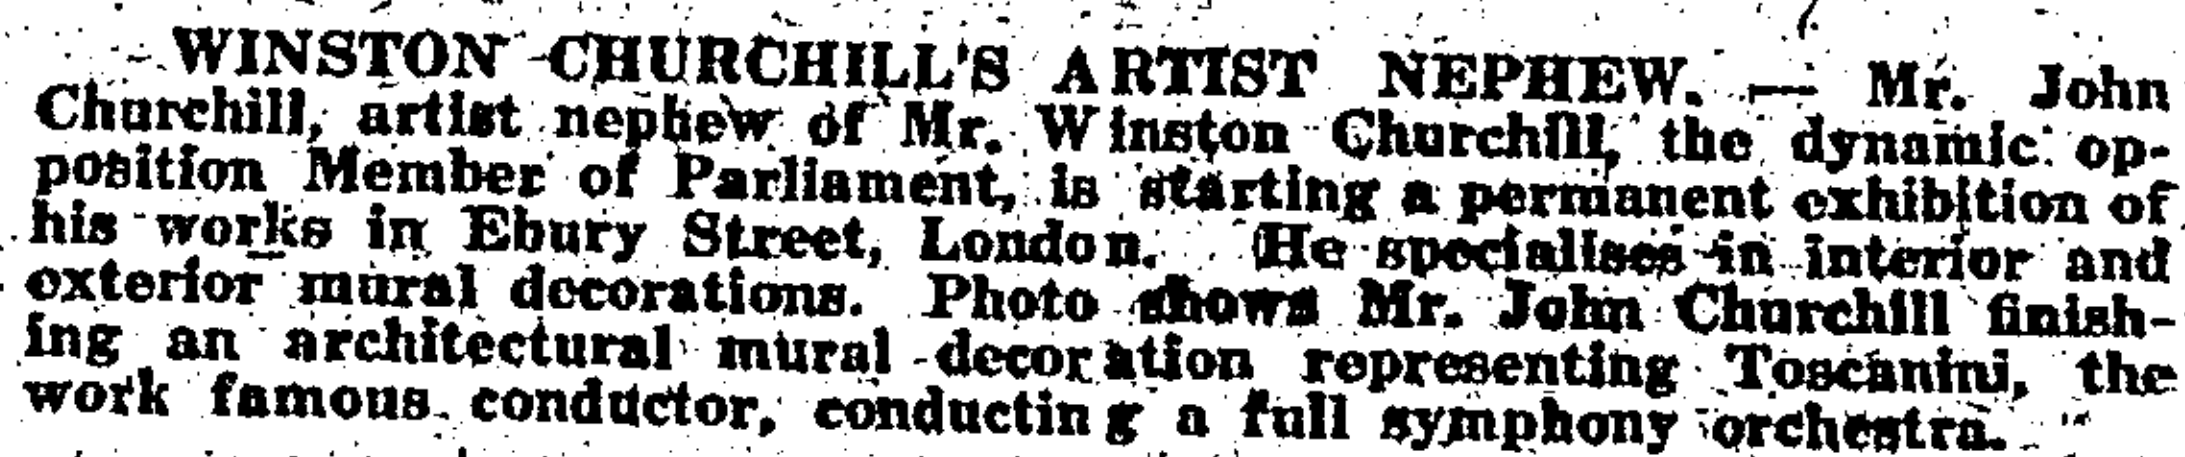 WINSTON CHURCHILL'S ARTIST NEPHEW. — Mr. John
Churchill, artist nephew of Mr. Winston Churchill, the dynamic op-
position Member of Parliament, is starting a permanent exhibition of
his works in Ebury Street, London. He specialises in interior and
exterior mural decorations. Photo shows Mr. John Churchill finish-
ing an architectural mural decoration representing Toscanini, the
work famous conductor, conducting a full symphony orchestra.